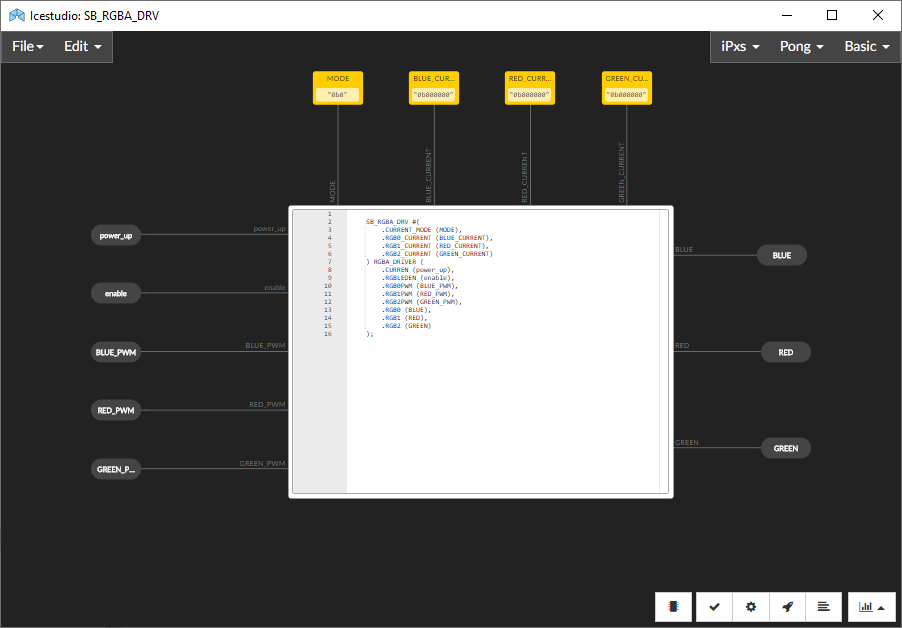 Icestudio: SB_RGBA_DRV
File Edit iPxs Pong Basic
MODE BLUE_CUR... RED_CURR... GREEN_CU...
"0b0" "0b000000" "0b000000" "0b000000"
MODE BLUE_CURRENT RED_CURRENT GREEN_CURRENT
power_up power_up
enable enable
BLUE_PWM BLUE_PWM
RED_PWM RED_PWM
GREEN_P... GREEN_PWM
1
2 SB_RGBA_DRV #(
3 .CURRENT_MODE (MODE),
4 .RGB0_CURRENT (BLUE_CURRENT),
5 .RGB1_CURRENT (RED_CURRENT),
6 .RGB2_CURRENT (GREEN_CURRENT)
7 ) RGBA_DRIVER (
8 .CURREN (power_up),
9 .RGBLEDEN (enable),
10 .RGB0PWM (BLUE_PWM),
11 .RGB1PWM (RED_PWM),
12 .RGB2PWM (GREEN_PWM),
13 .RGB0 (BLUE),
14 .RGB1 (RED),
15 .RGB2 (GREEN)
16 );
BLUE BLUE
RED RED
GREEN GREEN